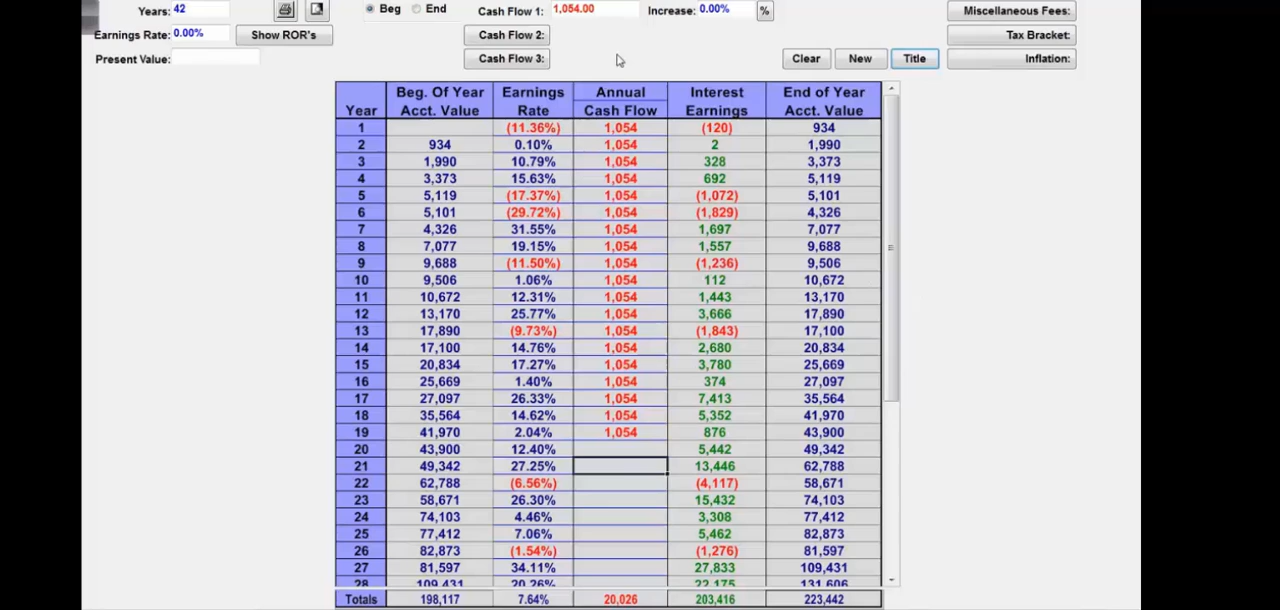 Years: 42 Beg End Cash Flow 1: 1,054.00 Increase: 0.00% % Miscellaneous Fees:
Earnings Rate: 0.00% Show ROR's Cash Flow 2: Tax Bracket:
Present Value: Cash Flow 3: Clear New Title Inflation:
Beg. Of Year Earnings Annual Interest End of Year
Year Acct. Value Rate Cash Flow Earnings Acct. Value
1 (11.36%) 1,054 (120) 934
2 934 0.10% 1,054 2 1,990
3 1,990 10.79% 1,054 328 3,373
4 3,373 15.63% 1,054 692 5,119
5 5,119 (17.37%) 1,054 (1,072) 5,101
6 5,101 (29.72%) 1,054 (1,829) 4,326
7 4,326 31.55% 1,054 1,697 7,077
8 7,077 19.15% 1,054 1,557 9,688
9 9,688 (11.50%) 1,054 (1,236) 9,506
10 9,506 1.06% 1,054 112 10,672
11 10,672 12.31% 1,054 1,443 13,170
12 13,170 25.77% 1,054 3,666 17,890
13 17,890 (9.73%) 1,054 (1,843) 17,100
14 17,100 14.76% 1,054 2,680 20,834
15 20,834 17.27% 1,054 3,780 25,669
16 25,669 1.40% 1,054 374 27,097
17 27,097 26.33% 1,054 7,413 35,564
18 35,564 14.62% 1,054 5,352 41,970
19 41,970 2.04% 1,054 876 43,900
20 43,900 12.40% 5,442 49,342
21 49,342 27.25% 13,446 62,788
22 62,788 (6.56%) (4,117) 58,671
23 58,671 26.30% 15,432 74,103
24 74,103 4.46% 3,308 77,412
25 77,412 7.06% 5,462 82,873
26 82,873 (1.54%) (1,276) 81,597
27 81,597 34.11% 27,833 109,431
28 109,431 20.26% 22,175 131,606
Totals 198,117 7.64% 20,026 203,416 223,442